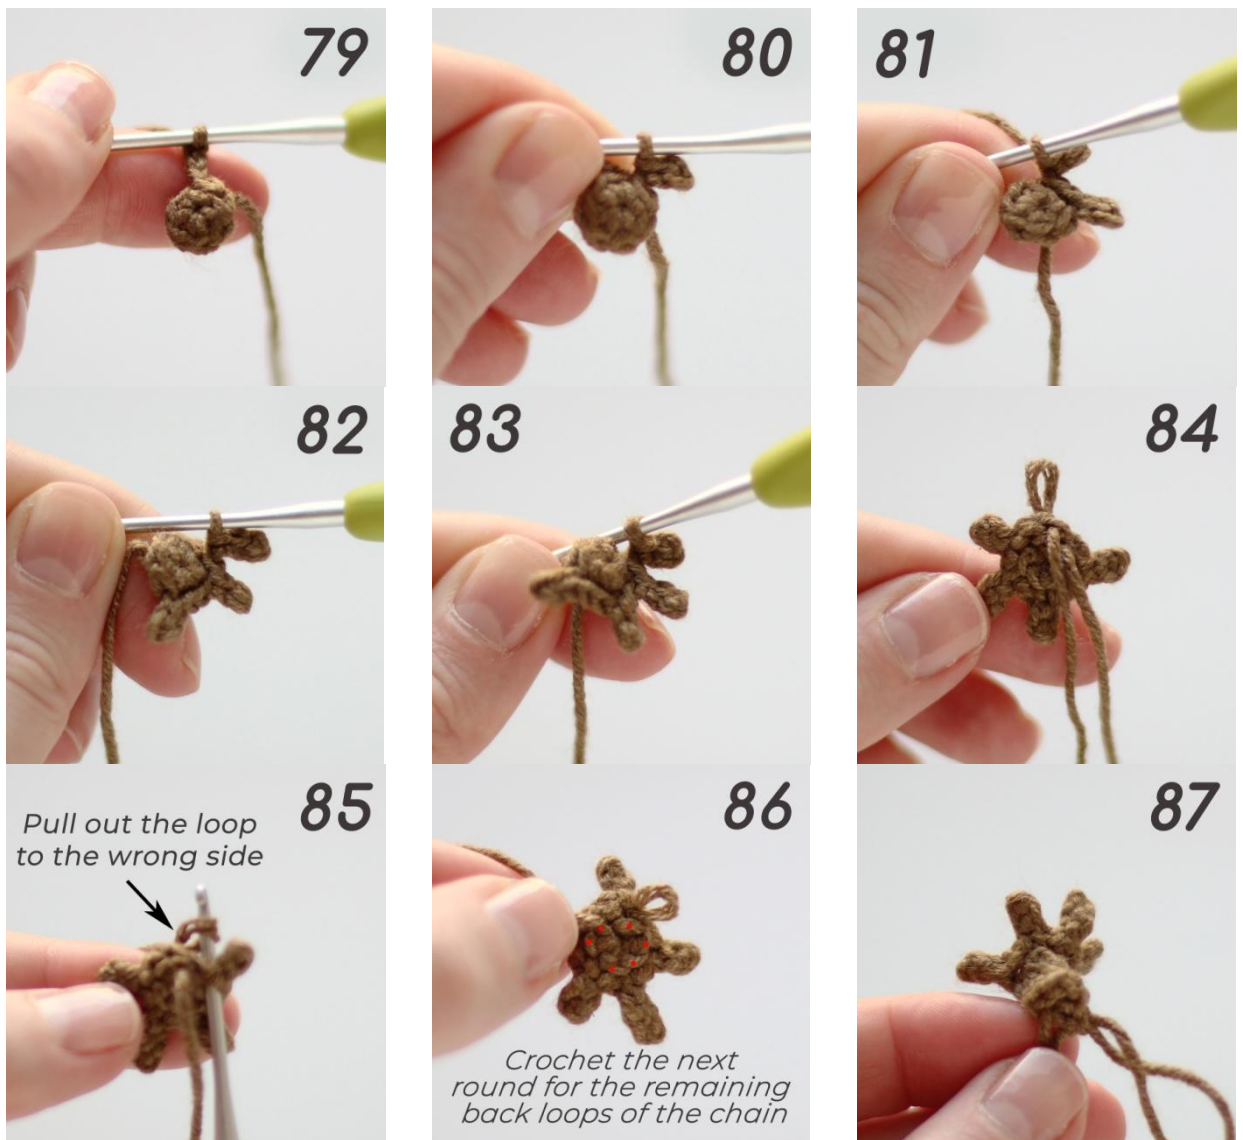 79
80
81
82
83
84
85
Pull out the loop
to the wrong side
86
Crochet the next
round for the remaining
back loops of the chain
87